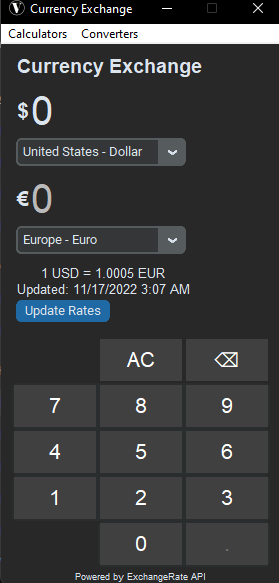 Currency Exchange
Calculators Converters
Currency Exchange
$0
United States - Dollar
€0
Europe - Euro
1 USD = 1.0005 EUR
Updated: 11/17/2022 3:07 AM
Update Rates
AC ⌫
7 8 9
4 5 6
1 2 3
0 .
Powered by ExchangeRate API